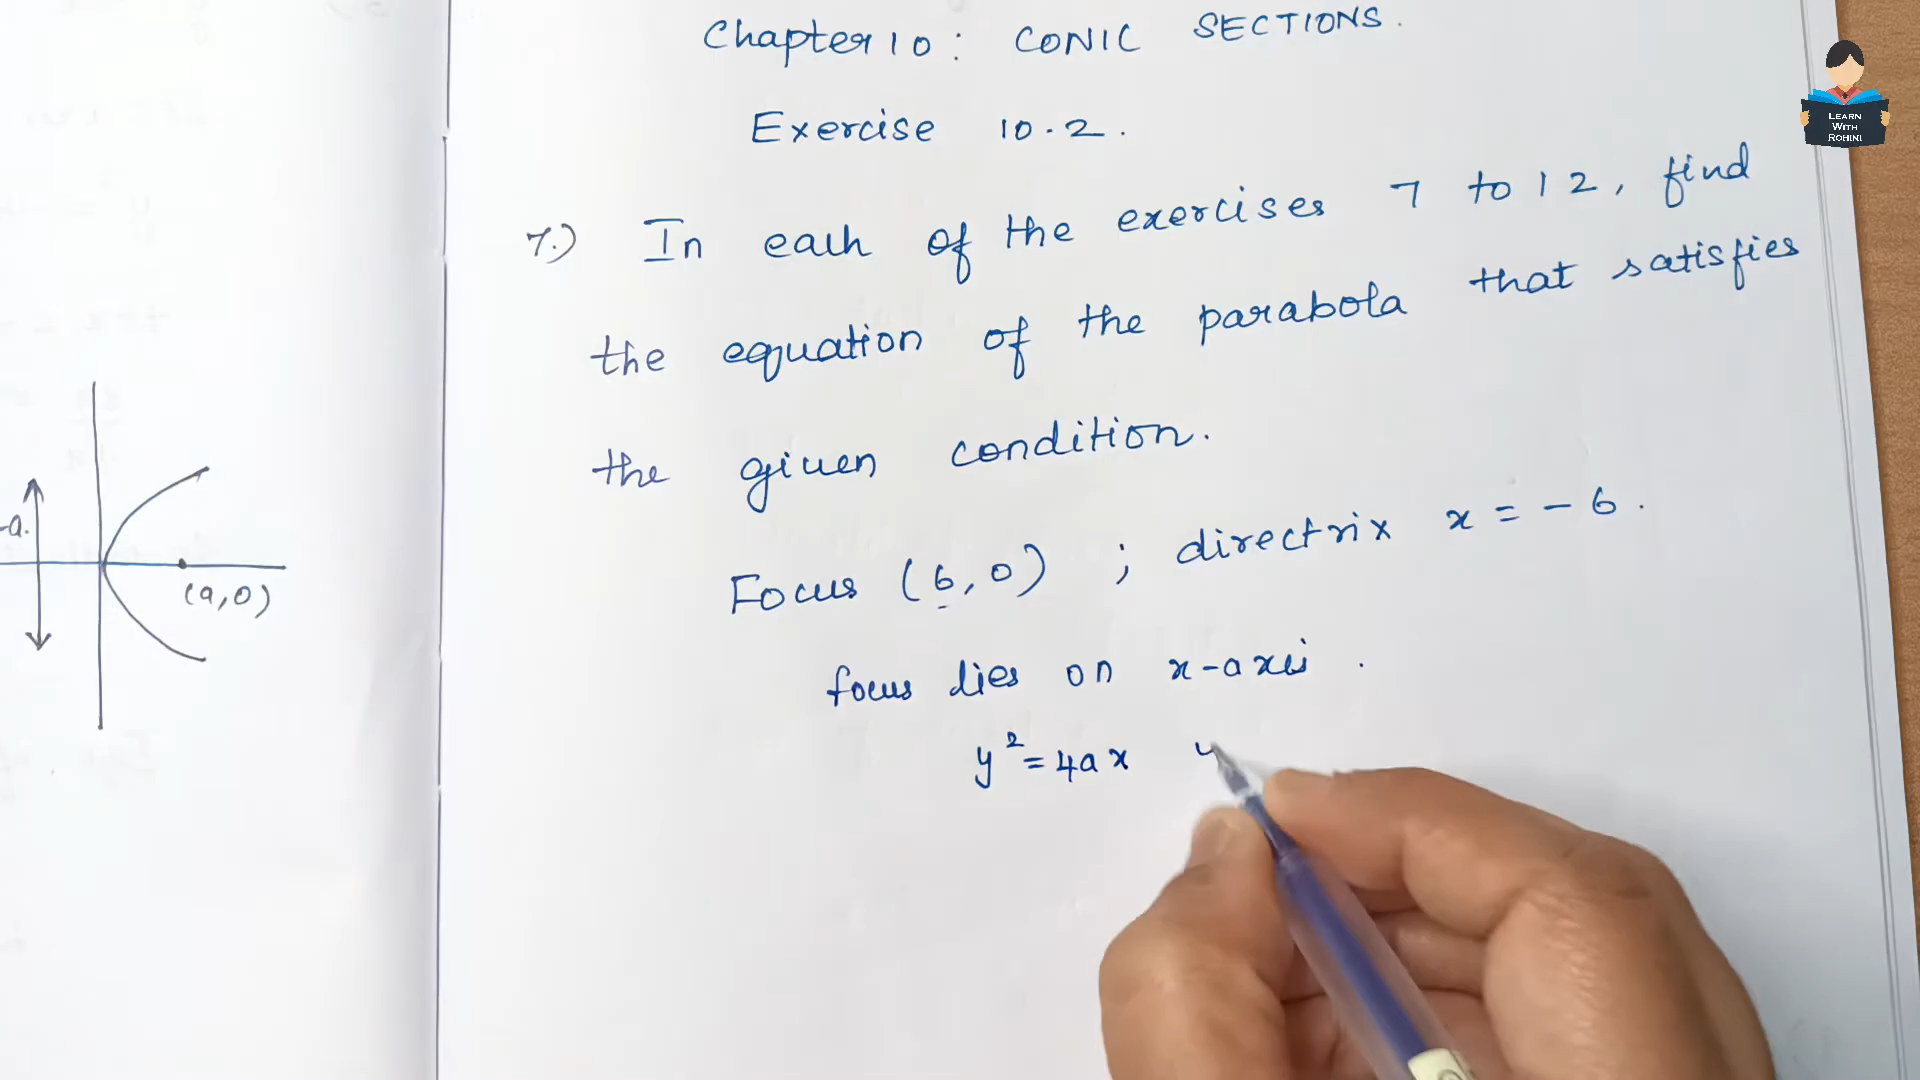 Chapter 10 : CONIC SECTIONS.
Exercise 10.2.
7.) In each of the exercises 7 to 12, find
the equation of the parabola that satisfies
the given condition.
Focus (6,0) ; directrix x = -6.
focus lies on x-axis.
y² = 4ax y
-a.
(a,0)
LEARN
WITH
ROHINI